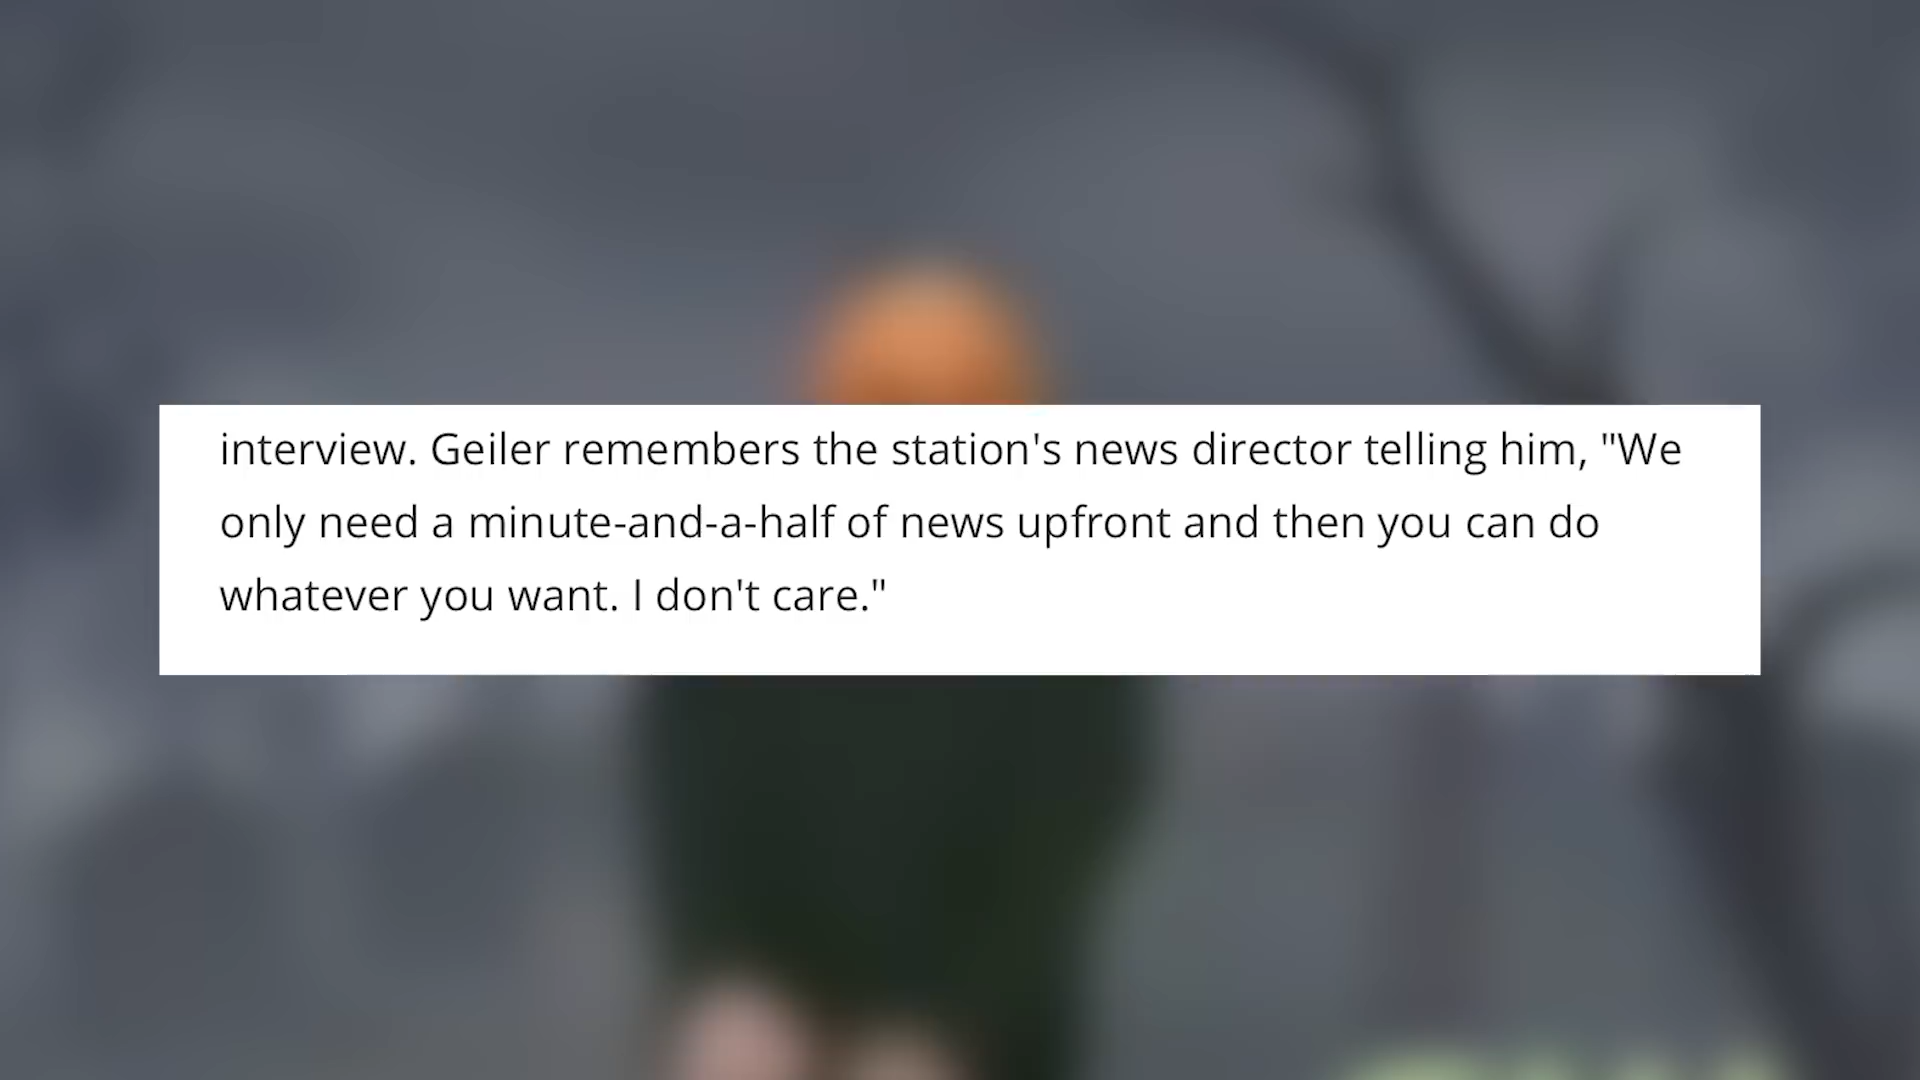 interview. Geiler remembers the station's news director telling him, "We
only need a minute-and-a-half of news upfront and then you can do
whatever you want. I don't care."